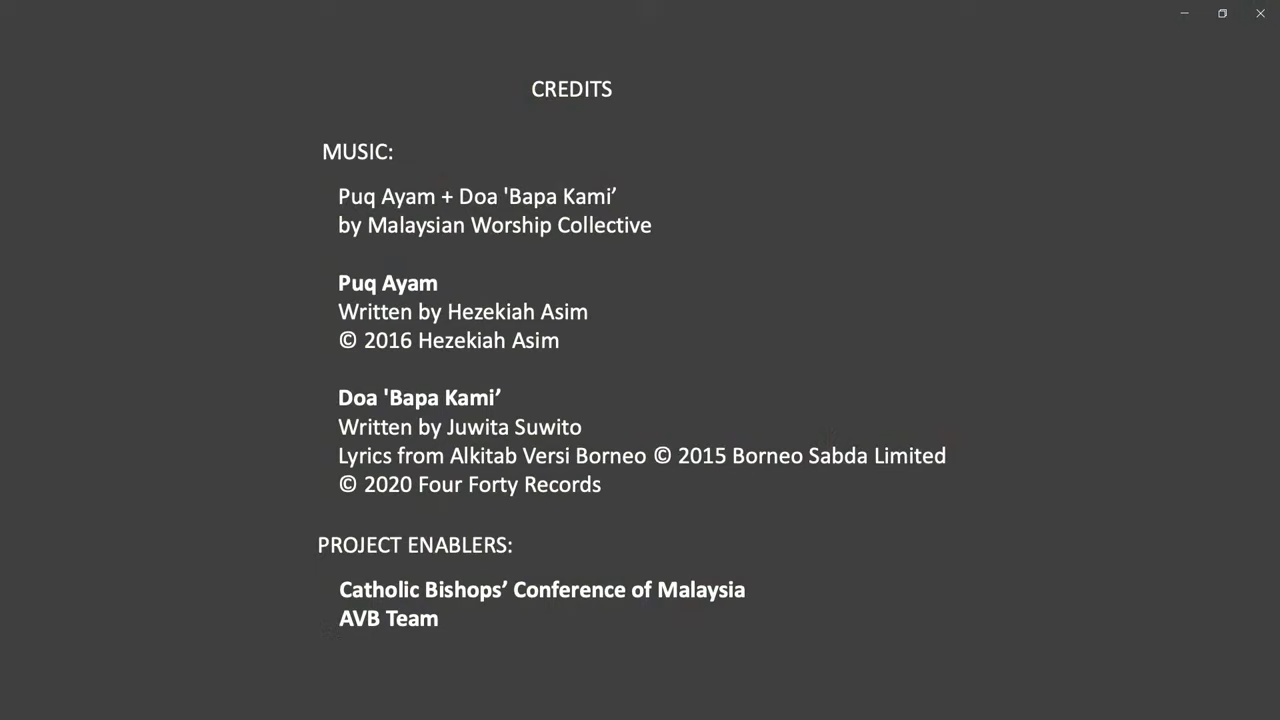 CREDITS
MUSIC:
Puq Ayam + Doa 'Bapa Kami’
by Malaysian Worship Collective
Puq Ayam
Written by Hezekiah Asim
© 2016 Hezekiah Asim
Doa 'Bapa Kami’
Written by Juwita Suwito
Lyrics from Alkitab Versi Borneo © 2015 Borneo Sabda Limited
© 2020 Four Forty Records
PROJECT ENABLERS:
Catholic Bishops’ Conference of Malaysia
AVB Team